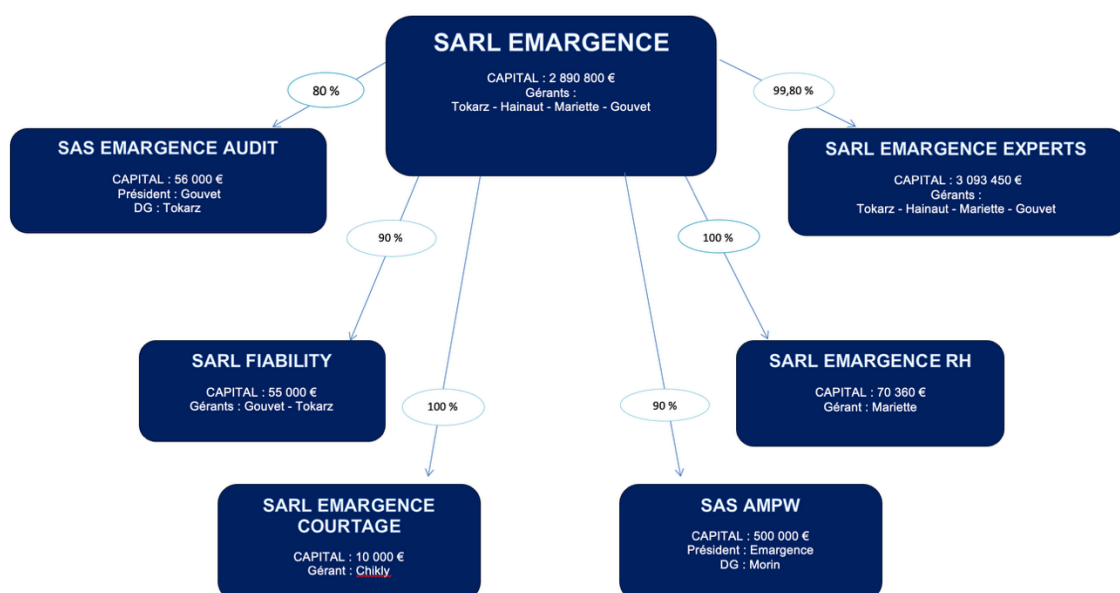 SARL EMARGENCE
CAPITAL : 2 890 800 €
Gérants :
Tokarz - Hainaut - Mariette - Gouvet
80 %
99,80 %
SAS EMARGENCE AUDIT
CAPITAL : 56 000 €
Président : Gouvet
DG : Tokarz
SARL EMARGENCE EXPERTS
CAPITAL : 3 093 450 €
Gérants :
Tokarz - Hainaut - Mariette - Gouvet
90 %
100 %
SARL FIABILITY
CAPITAL : 55 000 €
Gérants : Gouvet - Tokarz
SARL EMARGENCE RH
CAPITAL : 70 360 €
Gérant : Mariette
100 %
90 %
SARL EMARGENCE
COURTAGE
CAPITAL : 10 000 €
Gérant : Chikly
SAS AMPW
CAPITAL : 500 000 €
Président : Emargence
DG : Morin